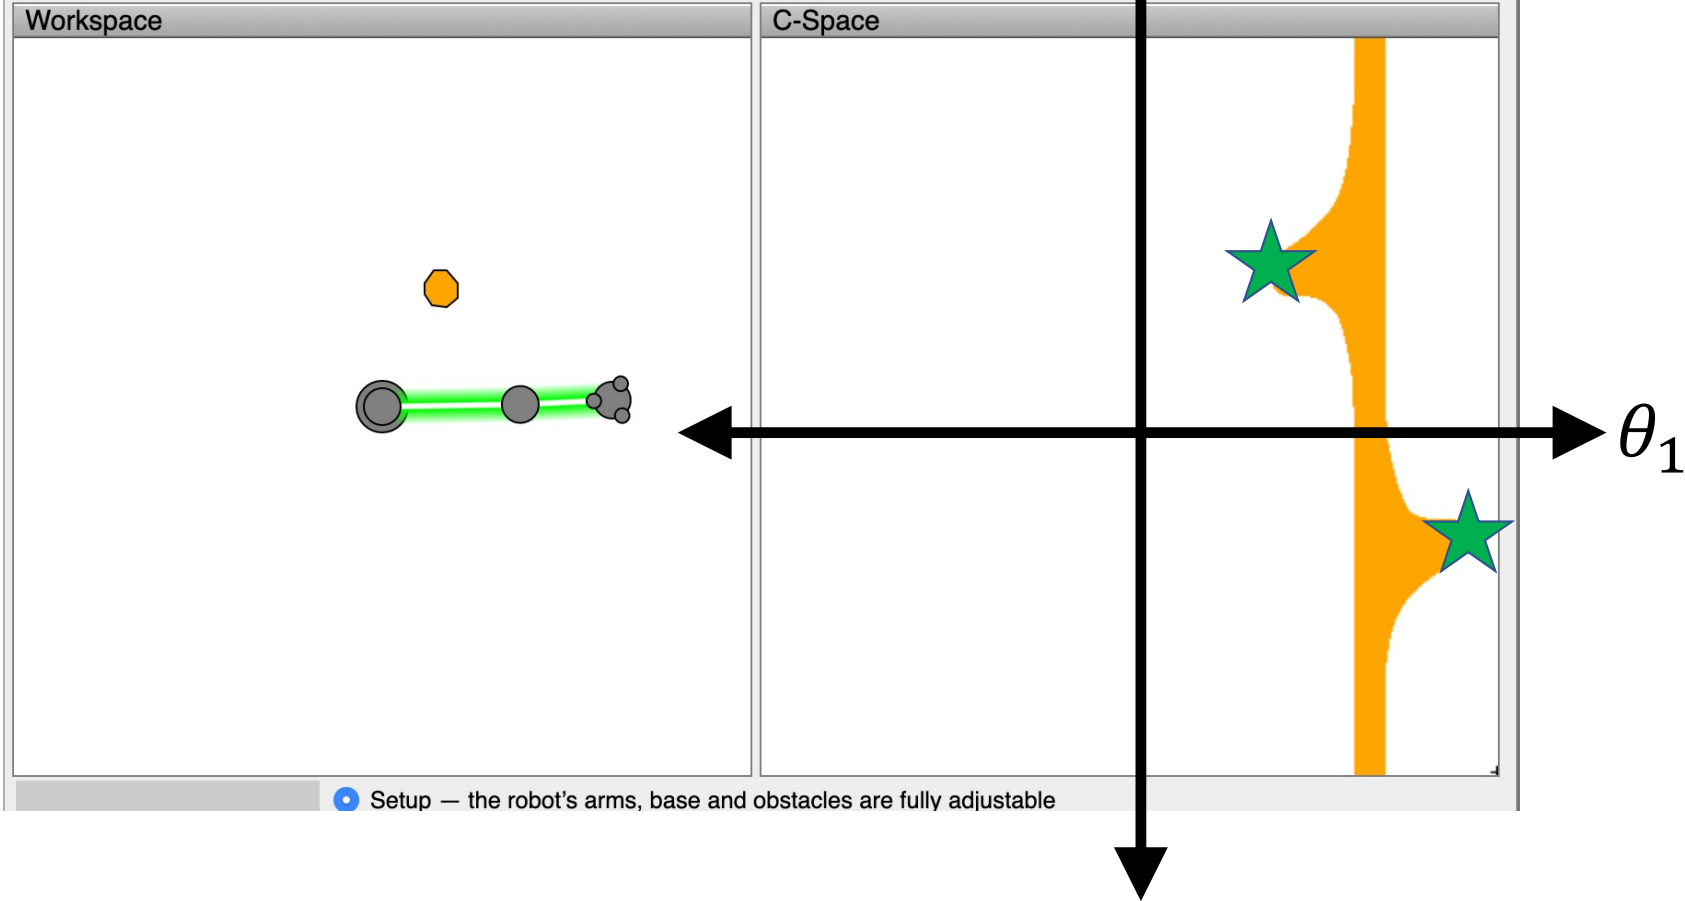 Workspace
C-Space
θ1
Setup — the robot's arms, base and obstacles are fully adjustable